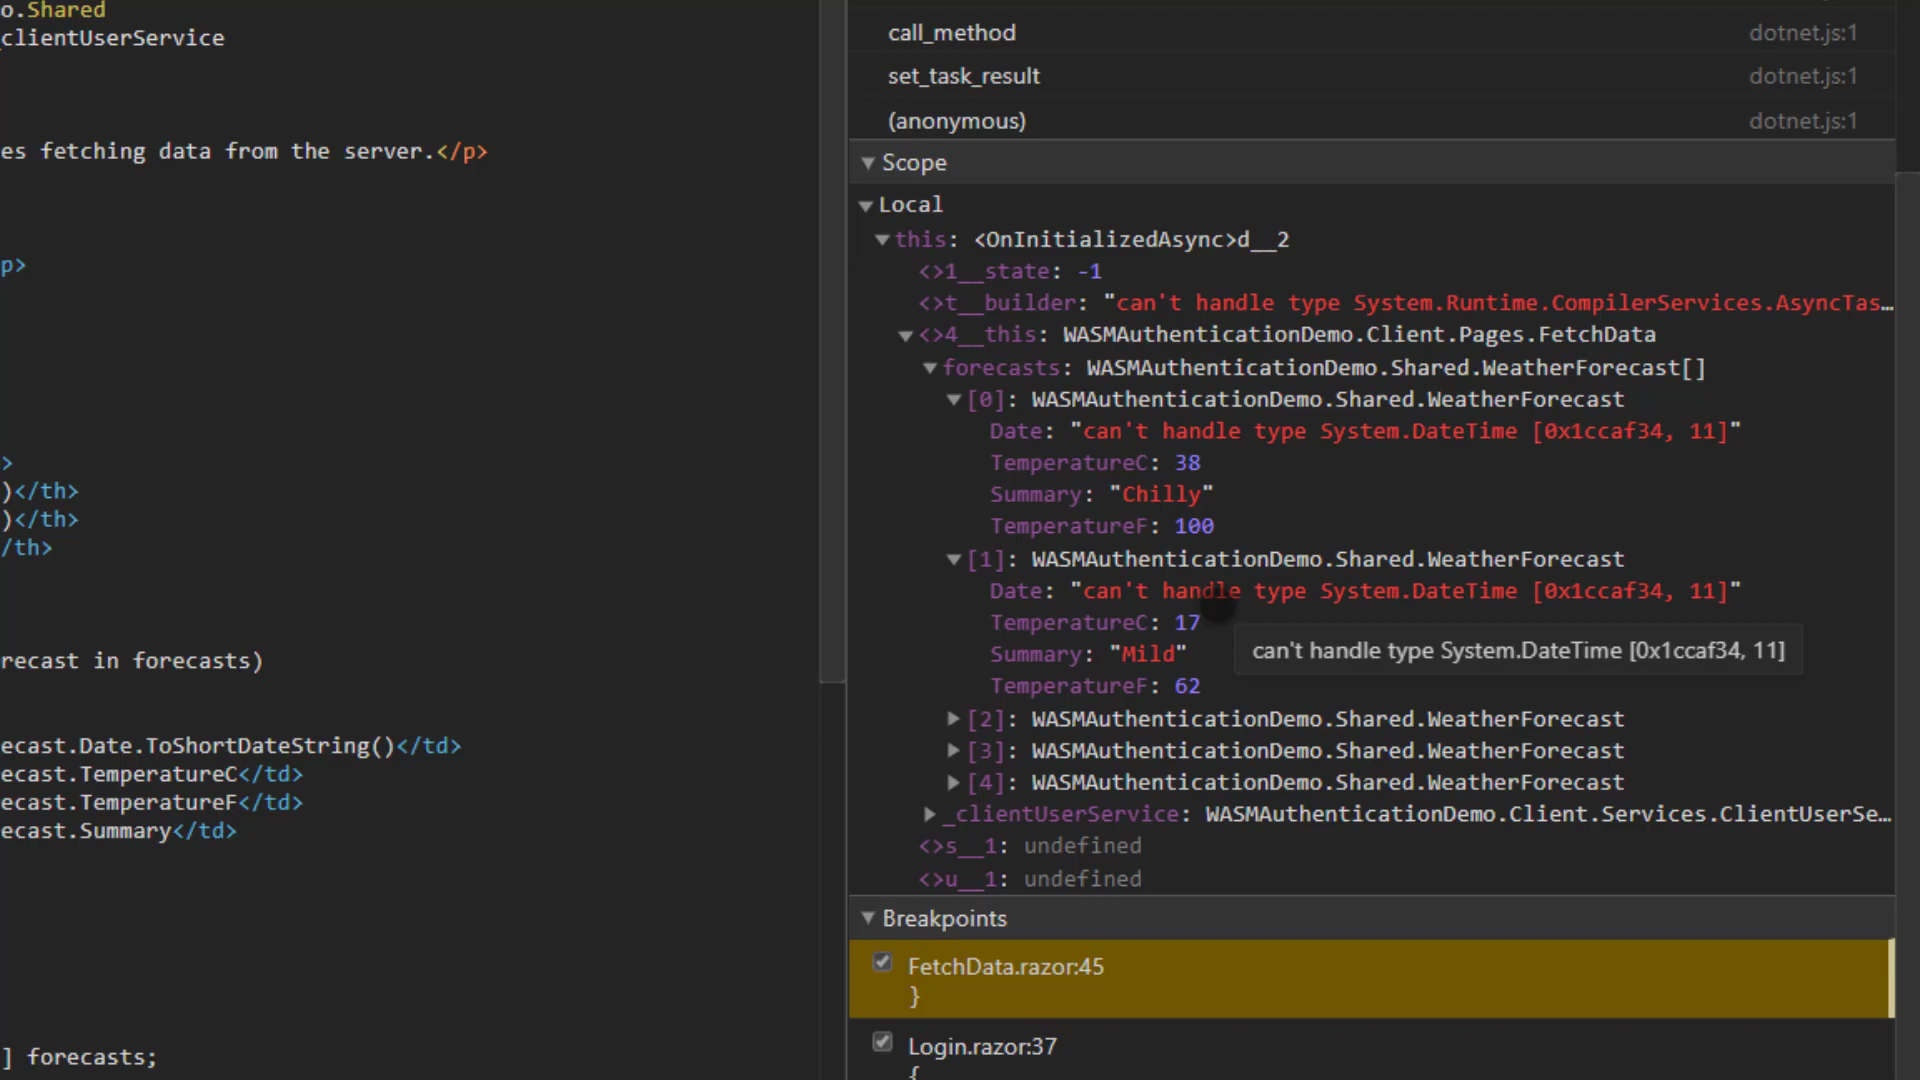 o.Shared
_clientUserService
es fetching data from the server.</p>
p>
>
)</th>
)</th>
/th>
recast in forecasts)
ecast.Date.ToShortDateString()</td>
ecast.TemperatureC</td>
ecast.TemperatureF</td>
ecast.Summary</td>
] forecasts;
call_method dotnet.js:1
set_task_result dotnet.js:1
(anonymous) dotnet.js:1
Scope
Local
this: <OnInitializedAsync>d__2
<>1__state: -1
<>t__builder: "can't handle type System.Runtime.CompilerServices.AsyncTas…
<>4__this: WASMAuthenticationDemo.Client.Pages.FetchData
forecasts: WASMAuthenticationDemo.Shared.WeatherForecast[]
[0]: WASMAuthenticationDemo.Shared.WeatherForecast
Date: "can't handle type System.DateTime [0x1ccaf34, 11]"
TemperatureC: 38
Summary: "Chilly"
TemperatureF: 100
[1]: WASMAuthenticationDemo.Shared.WeatherForecast
Date: "can't handle type System.DateTime [0x1ccaf34, 11]"
TemperatureC: 17
can't handle type System.DateTime [0x1ccaf34, 11]
Summary: "Mild"
TemperatureF: 62
[2]: WASMAuthenticationDemo.Shared.WeatherForecast
[3]: WASMAuthenticationDemo.Shared.WeatherForecast
[4]: WASMAuthenticationDemo.Shared.WeatherForecast
_clientUserService: WASMAuthenticationDemo.Client.Services.ClientUserSe…
<>s__1: undefined
<>u__1: undefined
Breakpoints
FetchData.razor:45
}
Login.razor:37
{